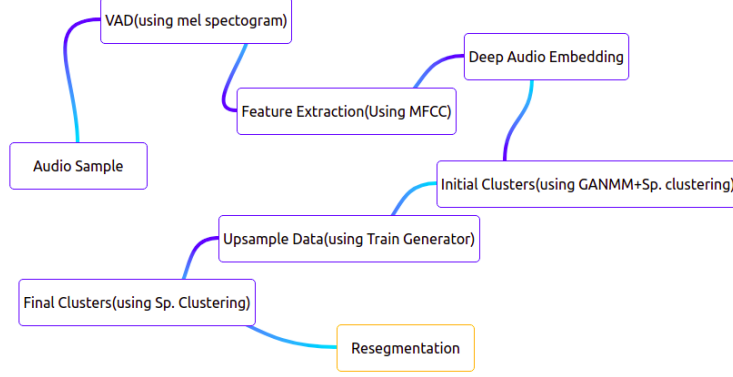 VAD(using mel spectogram)
Deep Audio Embedding
Feature Extraction(Using MFCC)
Audio Sample
Initial Clusters(using GANMM+Sp. clustering)
Upsample Data(using Train Generator)
Final Clusters(using Sp. Clustering)
Resegmentation